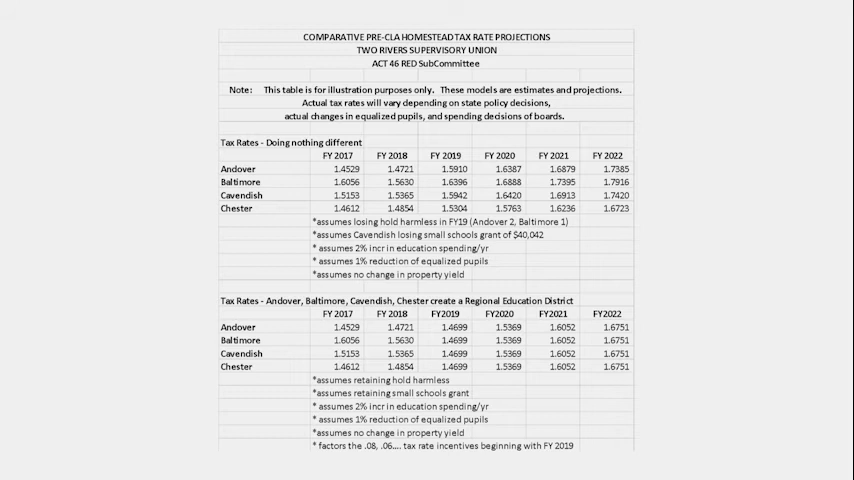 COMPARATIVE PRE-CLA HOMESTEAD TAX RATE PROJECTIONS
TWO RIVERS SUPERVISORY UNION
ACT 46 RED SubCommittee
Note: This table is for illustration purposes only. These models are estimates and projections.
Actual tax rates will vary depending on state policy decisions,
actual changes in equalized pupils, and spending decisions of boards.
Tax Rates - Doing nothing different
FY 2017 FY 2018 FY 2019 FY 2020 FY 2021 FY 2022
Andover 1.4529 1.4721 1.5910 1.6387 1.6879 1.7385
Baltimore 1.6056 1.5630 1.6396 1.6888 1.7395 1.7916
Cavendish 1.5153 1.5365 1.5942 1.6420 1.6913 1.7420
Chester 1.4612 1.4854 1.5304 1.5763 1.6236 1.6723
*assumes losing hold harmless in FY19 (Andover 2, Baltimore 1)
*assumes Cavendish losing small schools grant of $40,042
* assumes 2% incr in education spending/yr
* assumes 1% reduction of equalized pupils
*assumes no change in property yield
Tax Rates - Andover, Baltimore, Cavendish, Chester create a Regional Education District
FY 2017 FY 2018 FY2019 FY2020 FY2021 FY2022
Andover 1.4529 1.4721 1.4699 1.5369 1.6052 1.6751
Baltimore 1.6056 1.5630 1.4699 1.5369 1.6052 1.6751
Cavendish 1.5153 1.5365 1.4699 1.5369 1.6052 1.6751
Chester 1.4612 1.4854 1.4699 1.5369 1.6052 1.6751
*assumes retaining hold harmless
*assumes retaining small schools grant
* assumes 2% incr in education spending/yr
* assumes 1% reduction of equalized pupils
*assumes no change in property yield
* factors the .08, .06.... tax rate incentives beginning with FY 2019